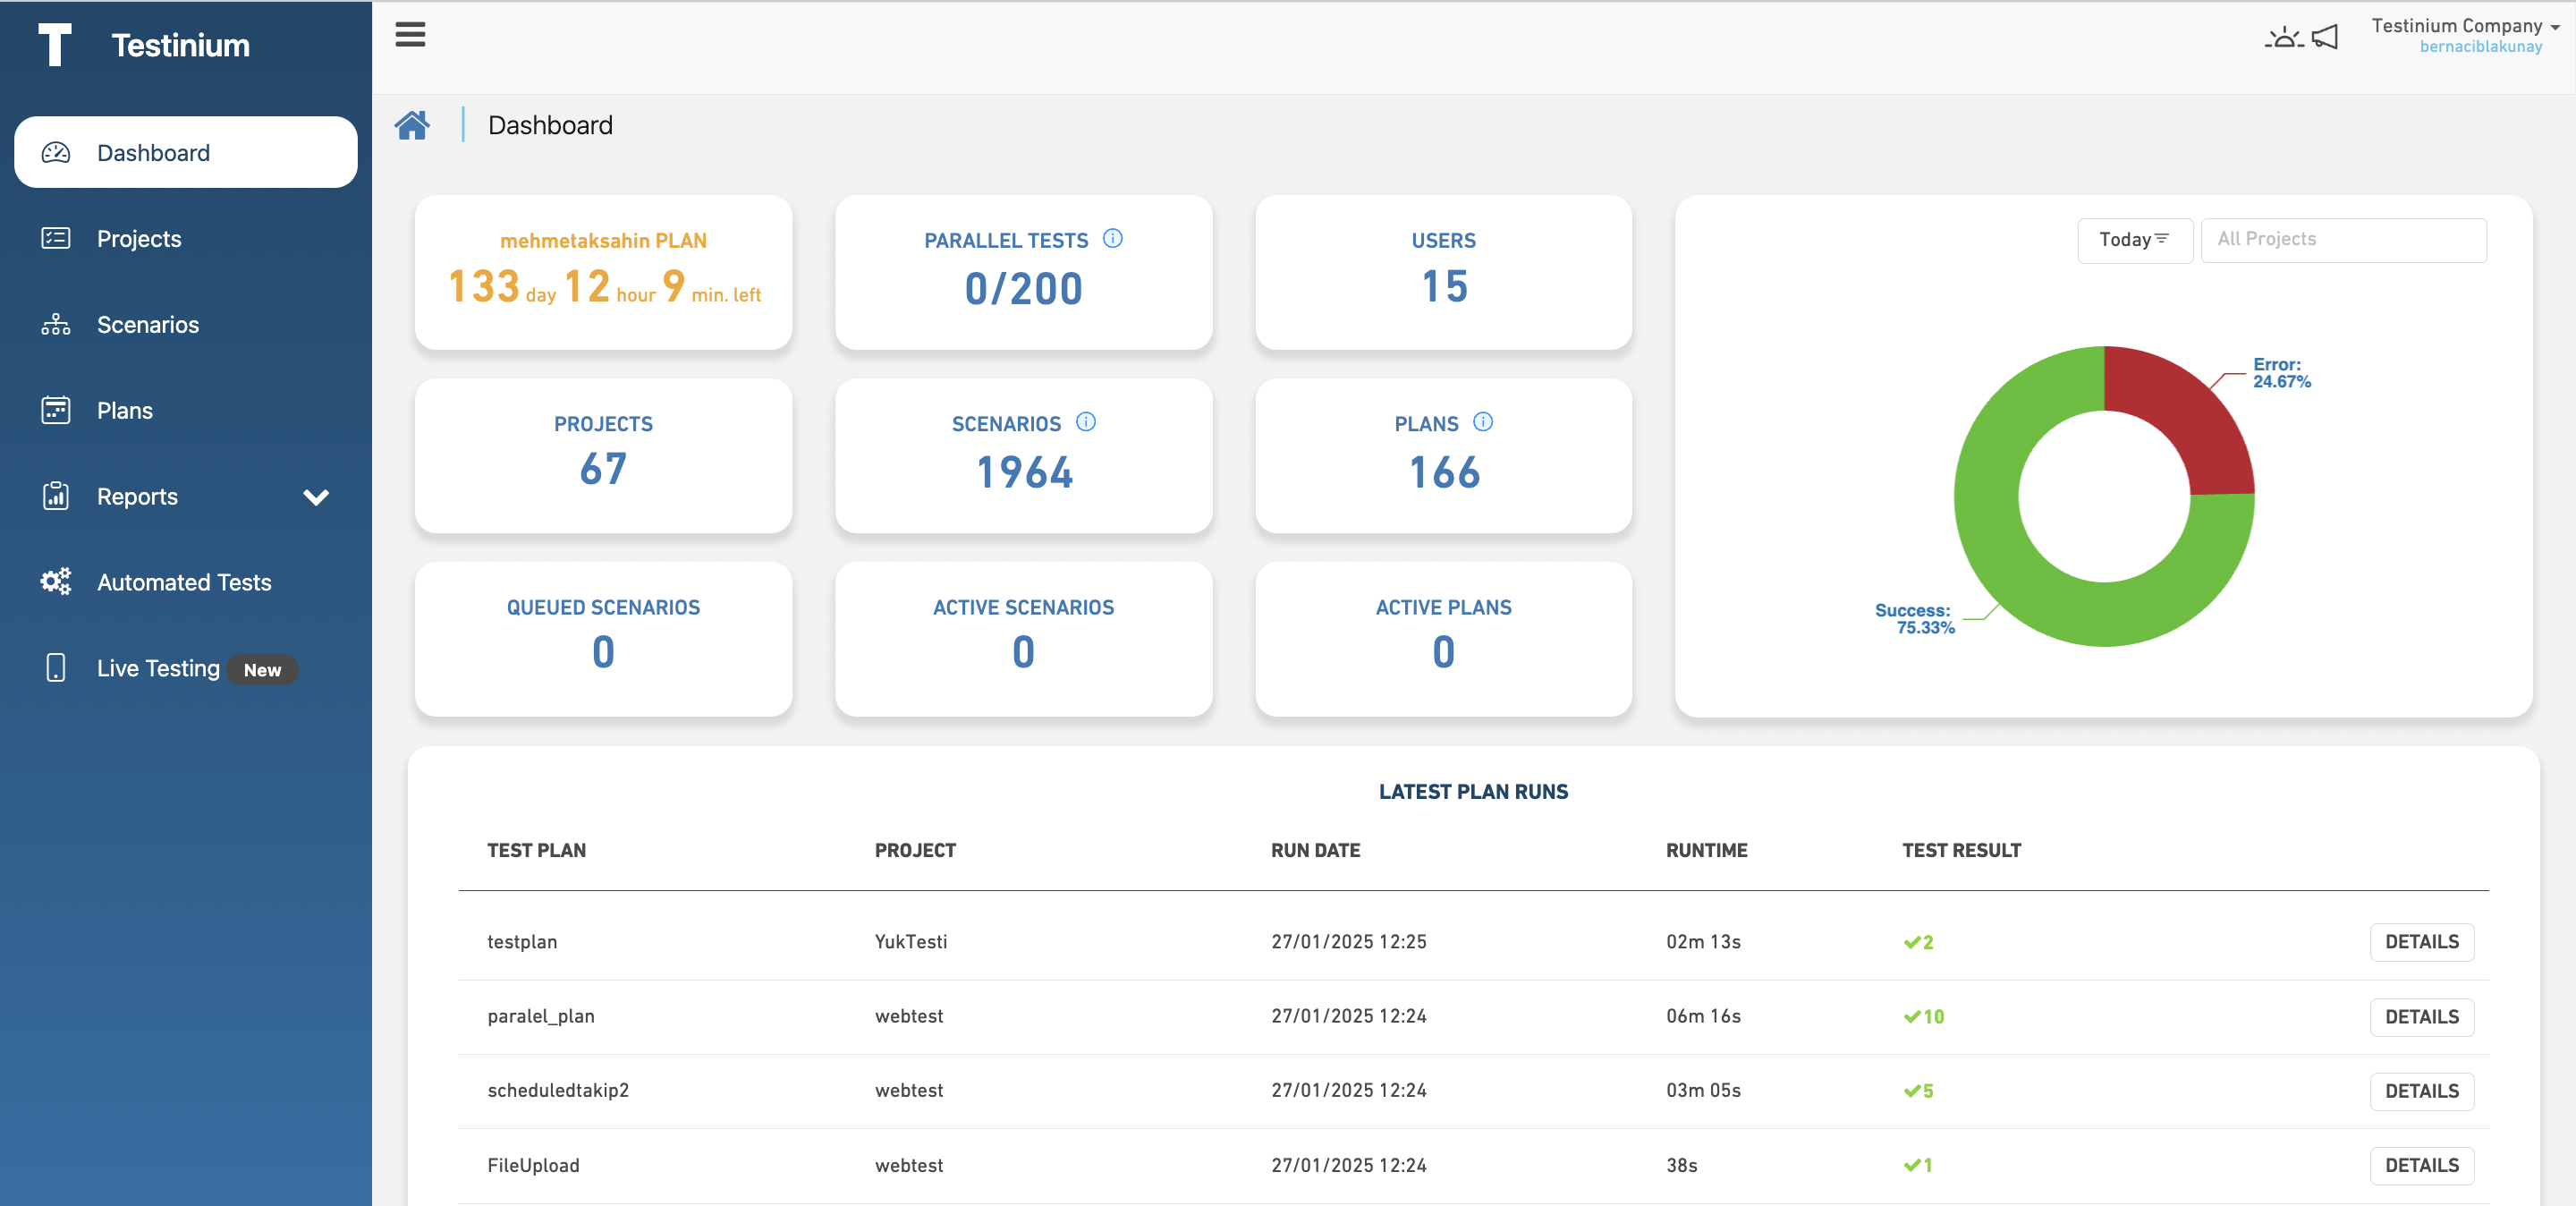 T Testinium
Testinium Company
bernaciblakunay
Dashboard
Projects
Scenarios
Plans
Reports
Automated Tests
Live Testing New
Dashboard
mehmetaksahin PLAN
133 day 12 hour 9 min. left
PARALLEL TESTS
0/200
USERS
15
PROJECTS
67
SCENARIOS
1964
PLANS
166
QUEUED SCENARIOS
0
ACTIVE SCENARIOS
0
ACTIVE PLANS
0
Today
All Projects
Error:
24.67%
Success:
75.33%
LATEST PLAN RUNS
TEST PLAN PROJECT RUN DATE RUNTIME TEST RESULT
testplan YukTesti 27/01/2025 12:25 02m 13s ✔2 DETAILS
paralel_plan webtest 27/01/2025 12:24 06m 16s ✔10 DETAILS
scheduledtakip2 webtest 27/01/2025 12:24 03m 05s ✔5 DETAILS
FileUpload webtest 27/01/2025 12:24 38s ✔1 DETAILS